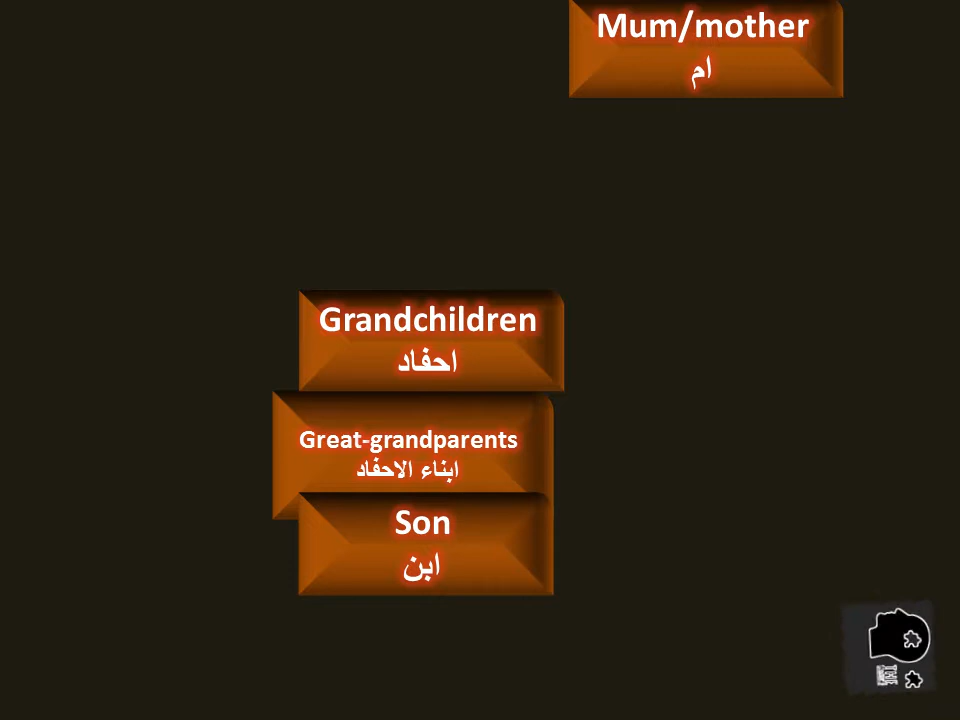 Mum/mother
ام
Grandchildren
احفاد
Great-grandparents
ابناء الاحفاد
Son
ابن